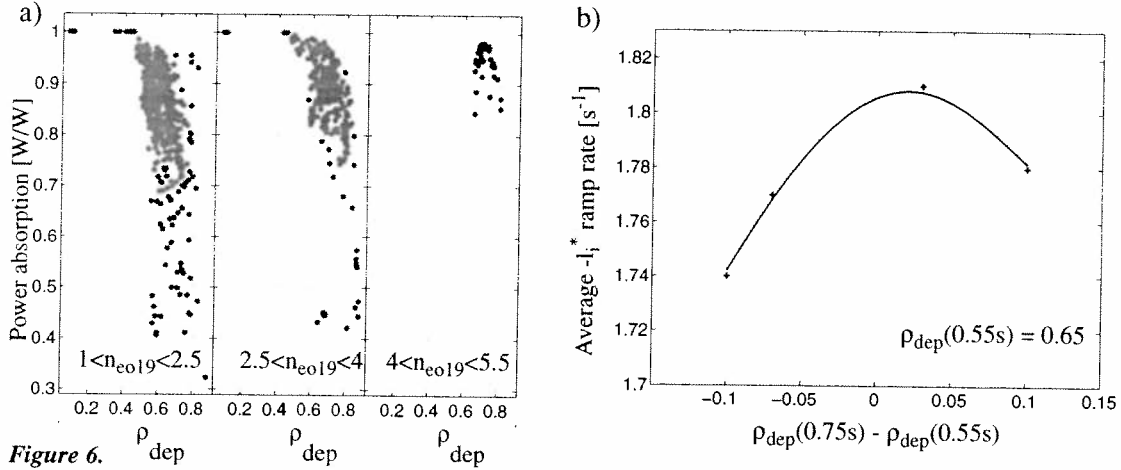 a)
Power absorption [W/W]
1
0.9
0.8
0.7
0.6
0.5
0.4
0.3
1<n_eo19<2.5
2.5<n_eo19<4
4<n_eo19<5.5
0.2 0.4 0.6 0.8
0.2 0.4 0.6 0.8
0.2 0.4 0.6 0.8
ρ_dep
ρ_dep
ρ_dep
Figure 6.
b)
Average -l_i^* ramp rate [s^-1]
1.82
1.8
1.78
1.76
1.74
1.72
1.7
ρ_dep(0.55s) = 0.65
−0.1 −0.05 0 0.05 0.1 0.15
ρ_dep(0.75s) - ρ_dep(0.55s)